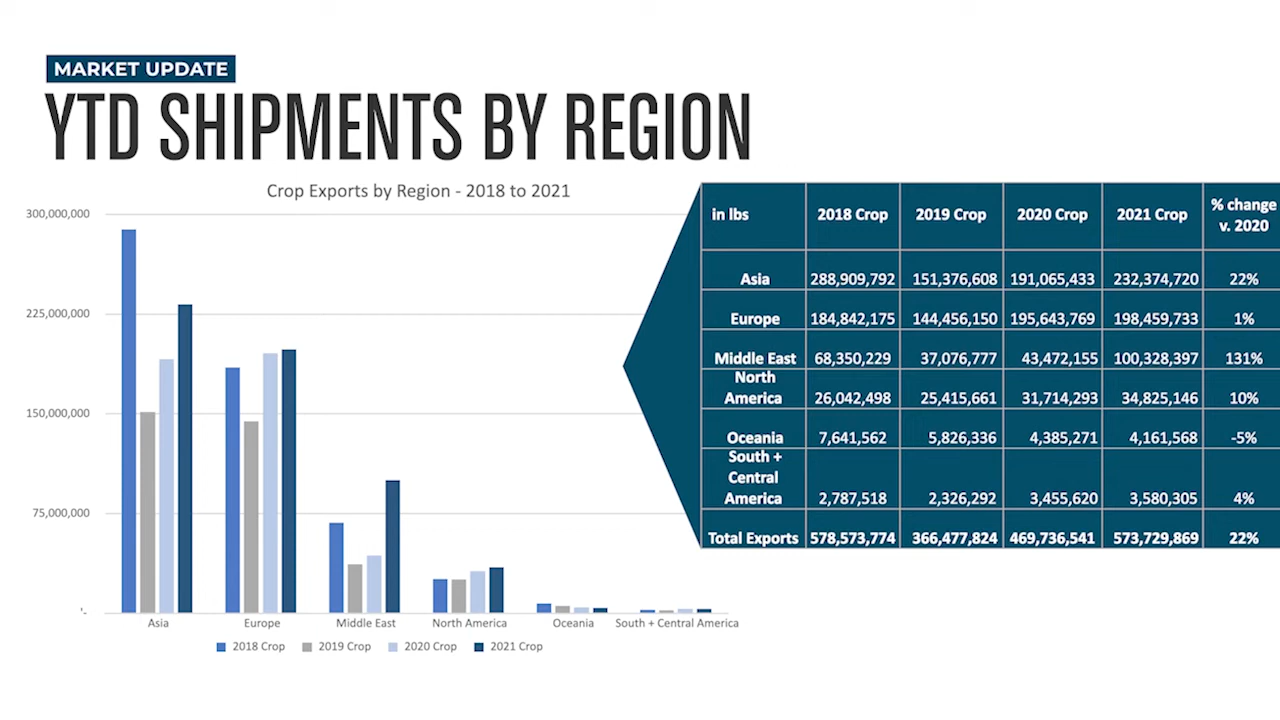 MARKET UPDATE
YTD SHIPMENTS BY REGION
Crop Exports by Region - 2018 to 2021
300,000,000
225,000,000
150,000,000
75,000,000
'-
Asia
Europe
Middle East
North America
Oceania
South + Central America
2018 Crop
2019 Crop
2020 Crop
2021 Crop
in lbs 2018 Crop 2019 Crop 2020 Crop 2021 Crop % change
v. 2020
Asia 288,909,792 151,376,608 191,065,433 232,374,720 22%
Europe 184,842,175 144,456,150 195,643,769 198,459,733 1%
Middle East 68,350,229 37,076,777 43,472,155 100,328,397 131%
North
America 26,042,498 25,415,661 31,714,293 34,825,146 10%
Oceania 7,641,562 5,826,336 4,385,271 4,161,568 -5%
South +
Central
America 2,787,518 2,326,292 3,455,620 3,580,305 4%
Total Exports 578,573,774 366,477,824 469,736,541 573,729,869 22%